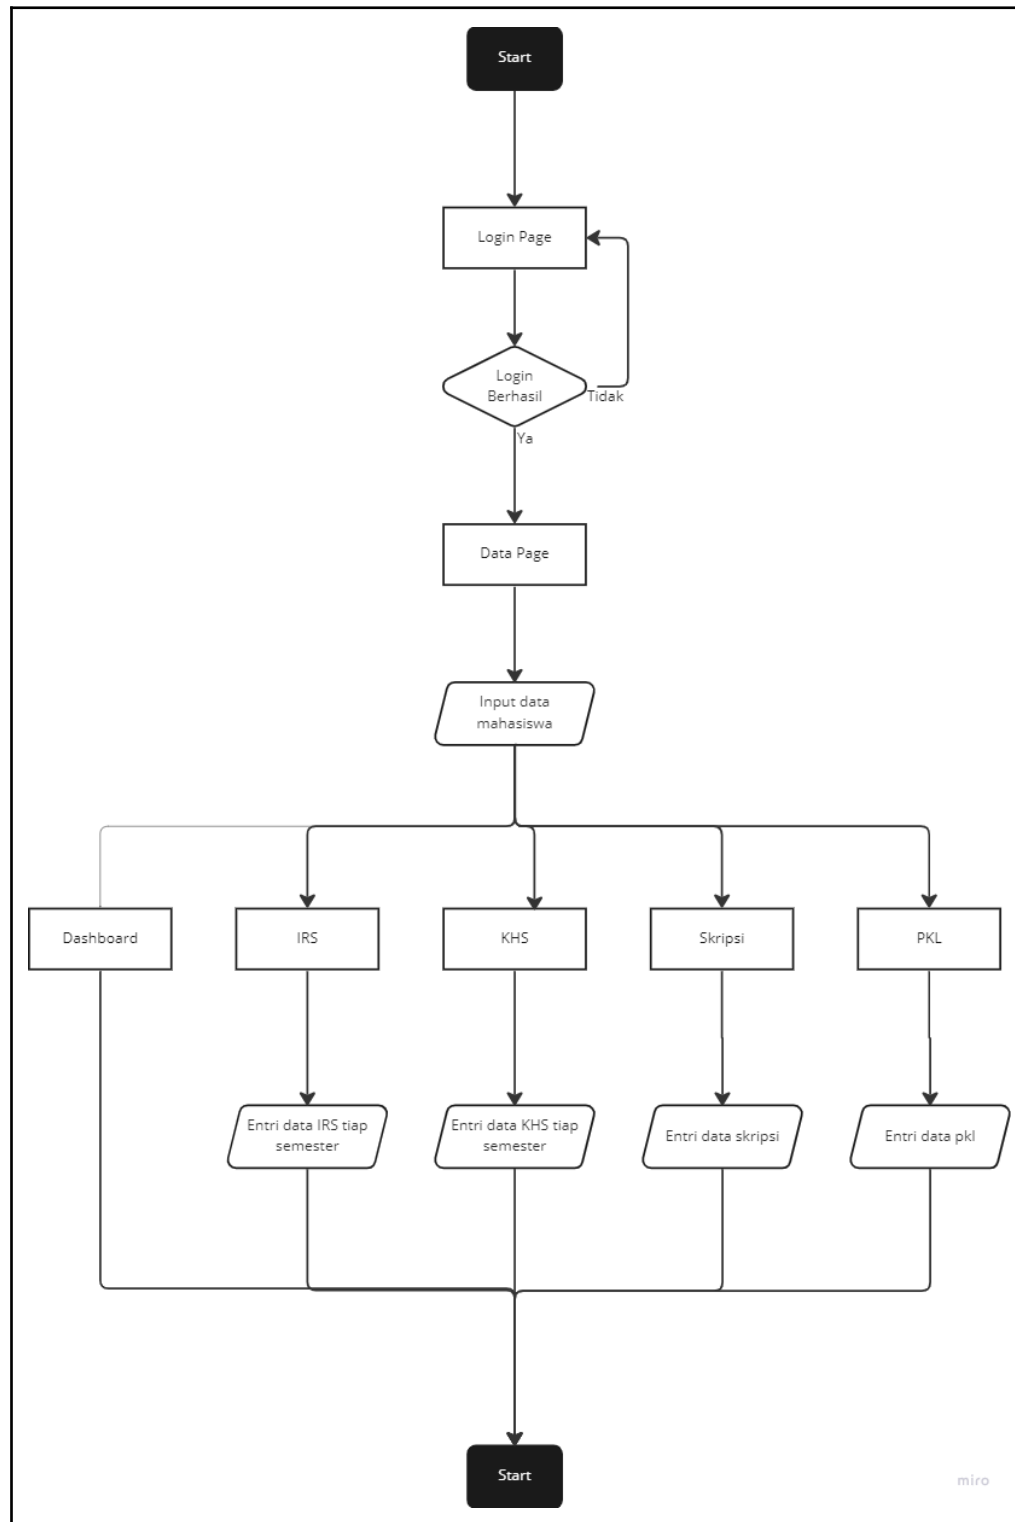 Start
Login Page
Login
Berhasil
Tidak
Ya
Data Page
Input data
mahasiswa
Dashboard
IRS
KHS
Skripsi
PKL
Entri data IRS tiap
semester
Entri data KHS tiap
semester
Entri data skripsi
Entri data pkl
Start
miro